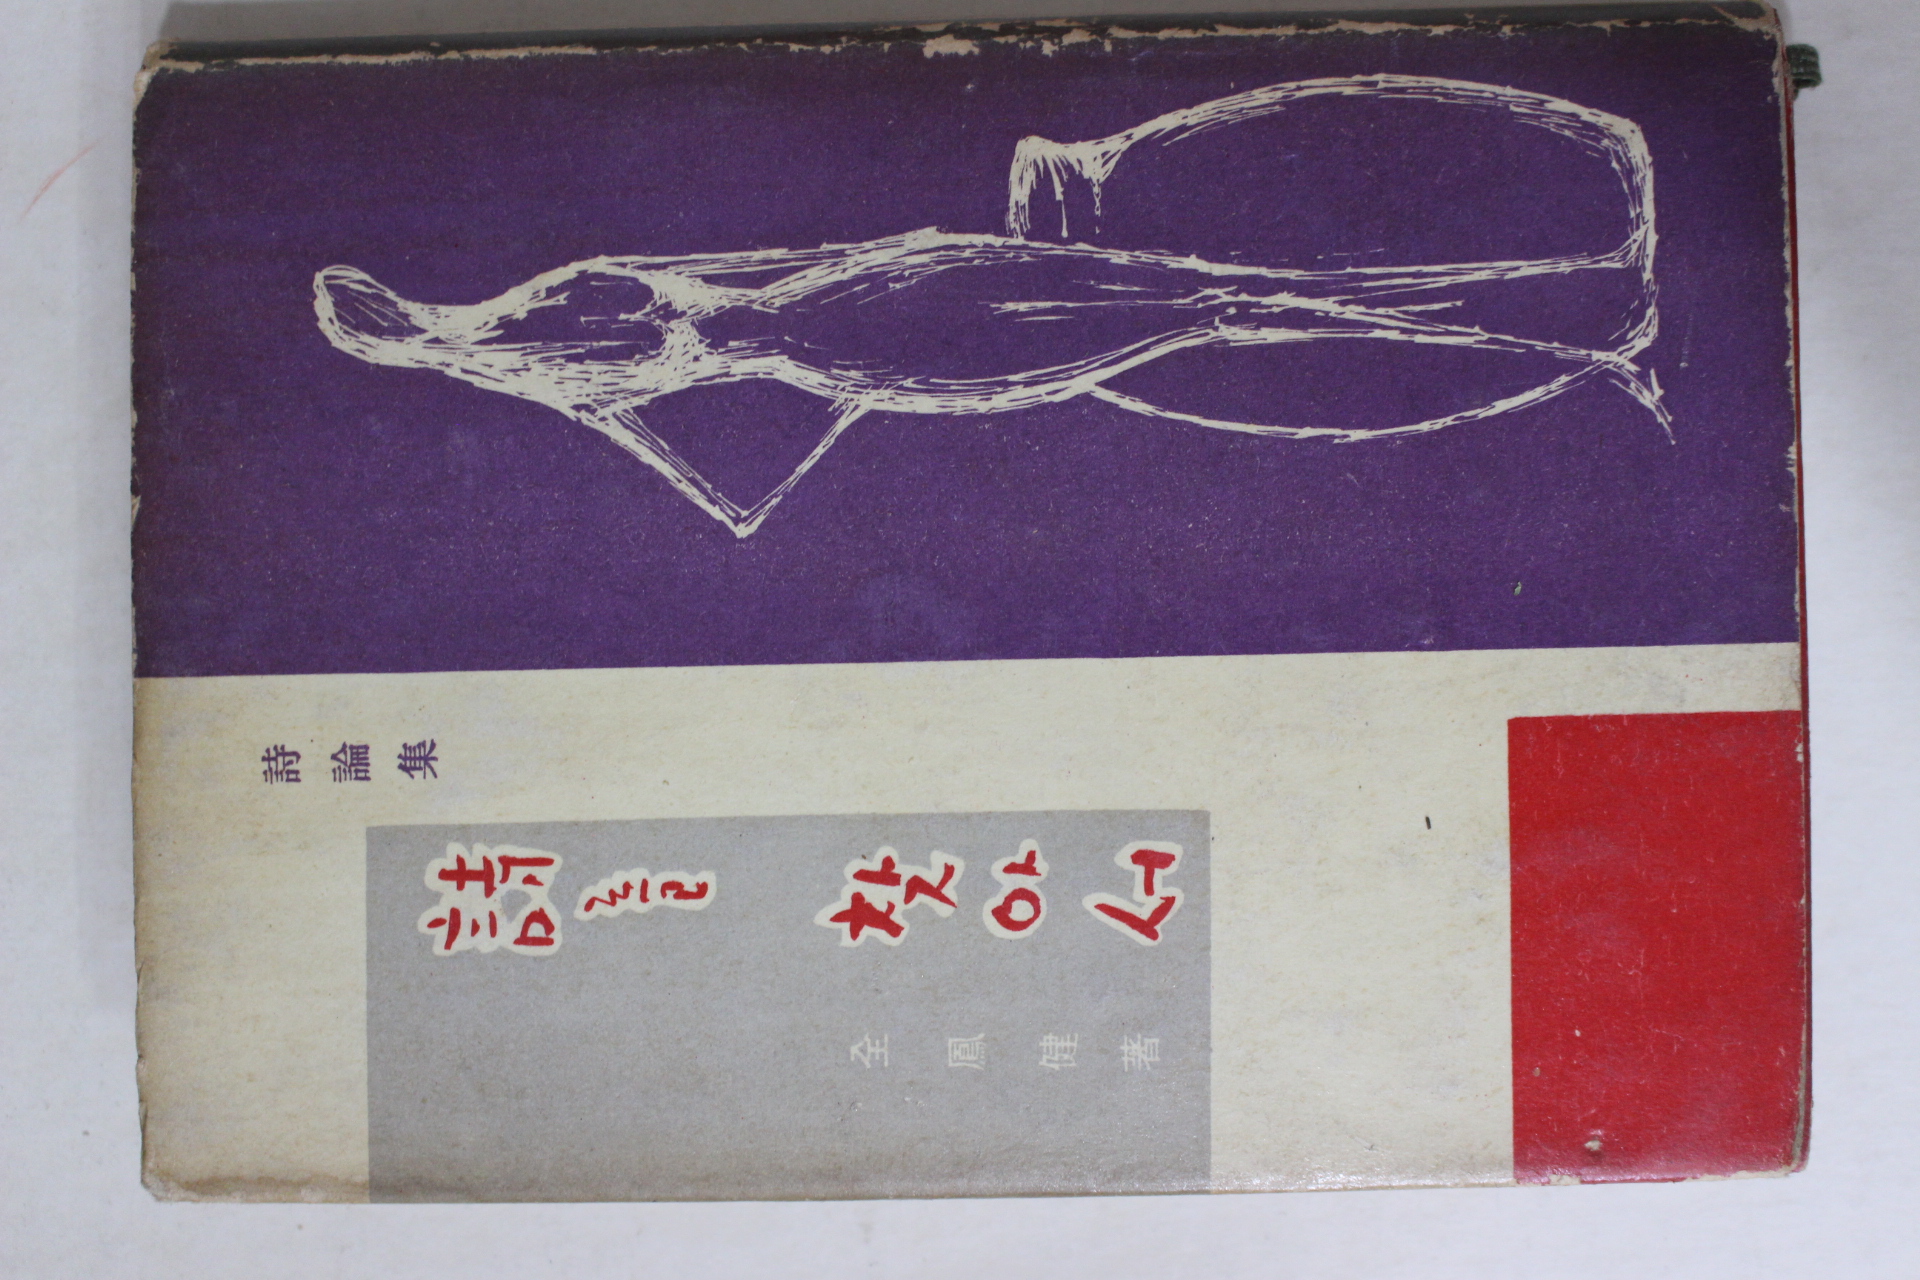 詩論集
詩를 찾아서
全鳳健 著